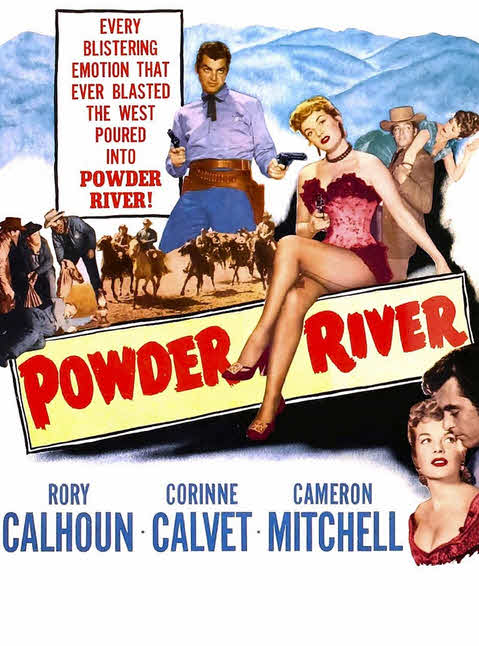 EVERY
BLISTERING
EMOTION THAT
EVER BLASTED
THE WEST
POURED
INTO
POWDER
RIVER!
POWDER RIVER
RORY CALHOUN · CORINNE CALVET · CAMERON MITCHELL